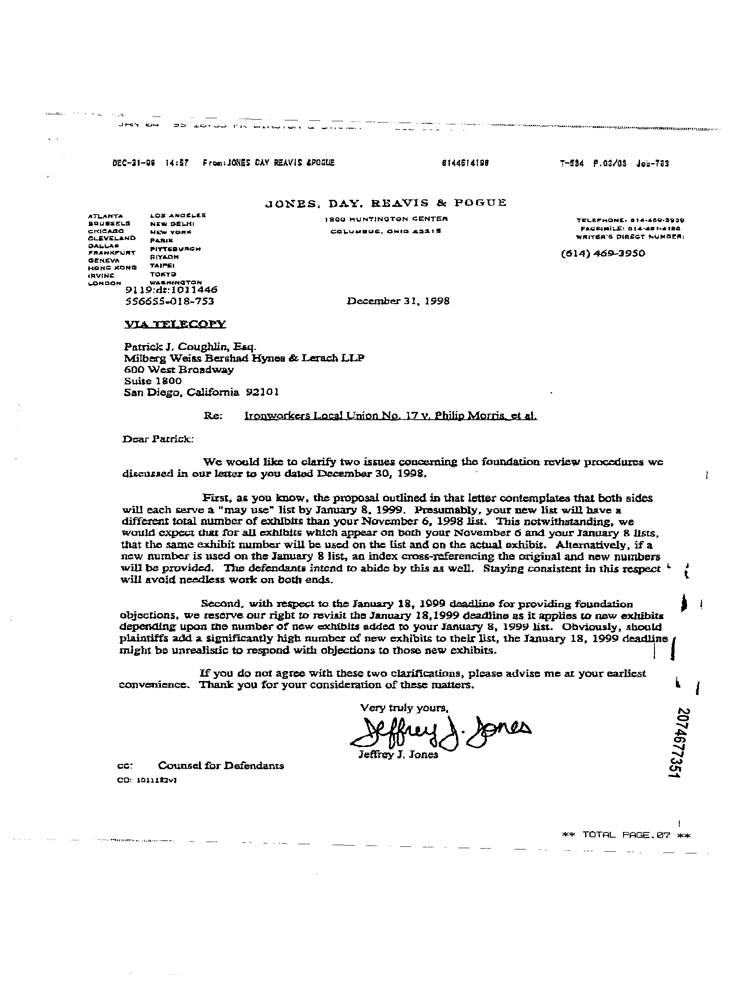 DEC-31-98 14:57 From:JONES DAY REAVIS &POGUE 6144614198 T-534 P.03/03 Job-783
JONES, DAY, REAVIS & POGUE
ATLANTA LOS ANGELES
BRUSSELS NEW DELHI
CHICAGO NEW YORK
CLEVELAND PARIS
DALLAS PITTSBURGH
FRANKFURT RIYADH
GENEVA TAIPEI
HONG KONG TOKYO
IRVINE WASHINGTON
LONDON
1900 HUNTINGTON CENTER
COLUMBUS, OHIO 43215
TELEPHONE: 614-469-3939
FACSIMILE: 614-461-4198
WRITER'S DIRECT NUMBER:
(614) 469-3950
9119:dt:1011446
556655-018-753
December 31, 1998
VIA TELECOPY
Patrick J. Coughlin, Esq.
Milberg Weiss Bershad Hynes & Lerach LLP
600 West Broadway
Suite 1800
San Diego, California 92101
Re: Ironworkers Local Union No. 17 v. Philip Morris, et al.
Dear Patrick:
We would like to clarify two issues concerning the foundation review procedures we
discussed in our letter to you dated December 30, 1998.
First, as you know, the proposal outlined in that letter contemplates that both sides
will each serve a "may use" list by January 8, 1999. Presumably, your new list will have a
different total number of exhibits than your November 6, 1998 list. This notwithstanding, we
would expect that for all exhibits which appear on both your November 6 and your January 8 lists,
that the same exhibit number will be used on the list and on the actual exhibit. Alternatively, if a
new number is used on the January 8 list, an index cross-referencing the original and new numbers
will be provided. The defendants intend to abide by this as well. Staying consistent in this respect
will avoid needless work on both ends.
Second, with respect to the January 18, 1999 deadline for providing foundation
objections, we reserve our right to revisit the January 18,1999 deadline as it applies to new exhibits
depending upon the number of new exhibits added to your January 8, 1999 list. Obviously, should
plaintiffs add a significantly high number of new exhibits to their list, the January 18, 1999 deadline
might be unrealistic to respond with objections to those new exhibits.
If you do not agree with these two clarifications, please advise me at your earliest
convenience. Thank you for your consideration of these matters.
Very truly yours,
Jeffrey J. Jones
Jeffrey J. Jones
cc: Counsel for Defendants
CO: 1011182v1
2074677351
** TOTAL PAGE.07 **